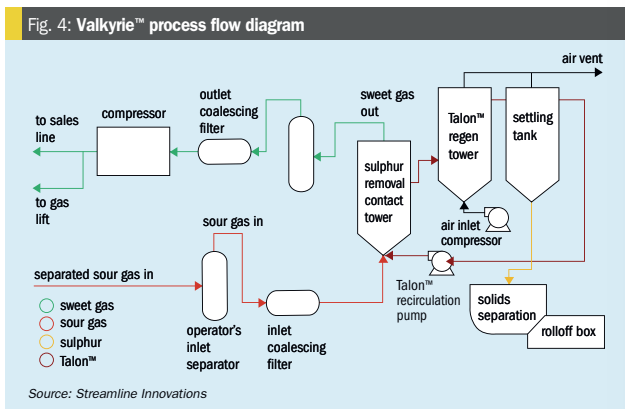 Fig. 4: Valkyrie™ process flow diagram
air vent
outlet
coalescing
filter
sweet gas
out
to sales
line
compressor
Talon™
regen
tower
settling
tank
sulphur
removal
contact
tower
to gas
lift
sour gas in
air inlet
compressor
separated sour gas in
Talon™
recirculation
pump
solids
separation
rolloff box
sweet gas
sour gas
sulphur
Talon™
operator's
inlet
separator
inlet
coalescing
filter
Source: Streamline Innovations